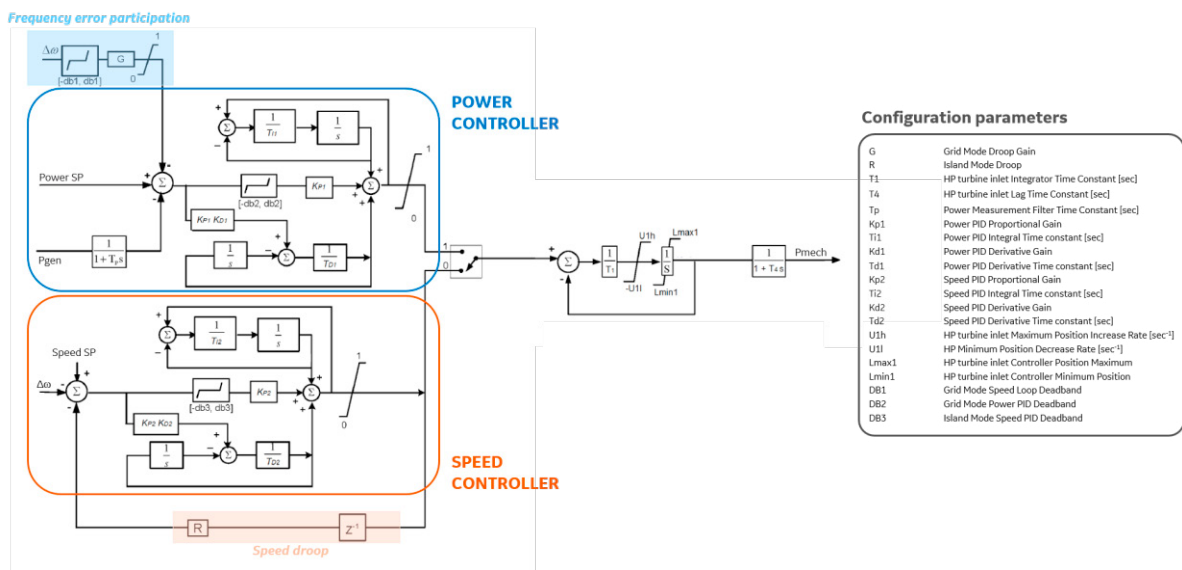 Frequency error participation
Δω
[-db1, db1]
G
1
0
POWER
CONTROLLER
+
Σ
−
1
TI1
1
s
1
0
-
Power SP
+
Σ
-
[-db2, db2]
KP1
+
+
Σ
+
KP1 KD1
Pgen
1
1 + Tps
1
s
+
−
Σ
1
TD1
1
0
+
Σ
-
1
T1
U1h
-U1l
Lmax1
1
S
Lmin1
1
1 + T4s
Pmech
+
Σ
−
1
Ti2
1
s
1
0
Speed SP
+
Δω
-
Σ
-
[-db3, db3]
KP2
+
+
Σ
+
KP2 KD2
1
s
+
−
Σ
1
TD2
SPEED
CONTROLLER
R
Z-1
Speed droop
Configuration parameters
G Grid Mode Droop Gain
R Island Mode Droop
T1 HP turbine inlet Integrator Time Constant [sec]
T4 HP turbine inlet Lag Time Constant [sec]
Tp Power Measurement Filter Time Constant [sec]
Kp1 Power PID Proportional Gain
Ti1 Power PID Integral Time constant [sec]
Kd1 Power PID Derivative Gain
Td1 Power PID Derivative Time constant [sec]
Kp2 Speed PID Proportional Gain
Ti2 Speed PID Integral Time constant [sec]
Kd2 Speed PID Derivative Gain
Td2 Speed PID Derivative Time constant [sec]
U1h HP turbine inlet Maximum Position Increase Rate [sec-1]
U1l HP Minimum Position Decrease Rate [sec-1]
Lmax1 HP turbine inlet Controller Position Maximum
Lmin1 HP turbine inlet Controller Minimum Position
DB1 Grid Mode Speed Loop Deadband
DB2 Grid Mode Power PID Deadband
DB3 Island Mode Speed PID Deadband